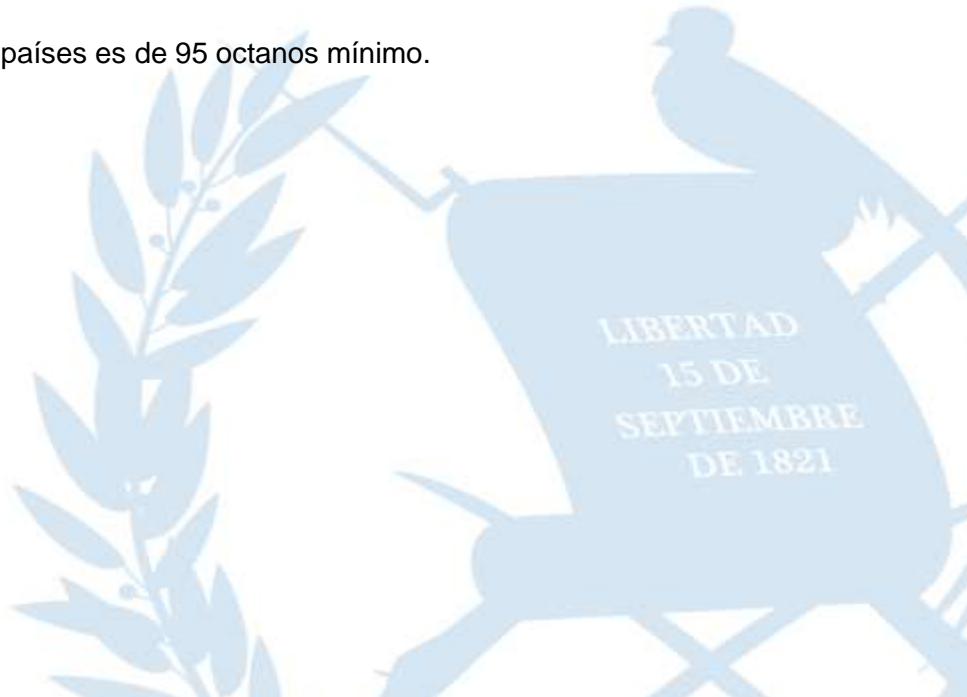 países es de 95 octanos mínimo.
LIBERTAD
15 DE
SEPTIEMBRE
DE 1821